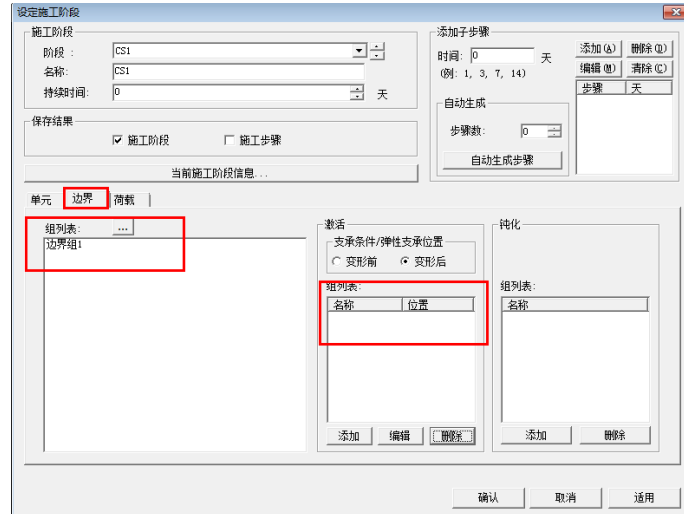 设定施工阶段
施工阶段
阶段 : CS1
名称: CS1
持续时间: 0 天
保存结果
施工阶段 施工步骤
当前施工阶段信息...
添加子步骤
时间: 0 天
(例: 1, 3, 7, 14)
添加(A) 删除(D)
编辑(M) 清除(C)
步骤 天
自动生成
步骤数: 0
自动生成步骤
单元 边界 荷载
组列表: ...
边界组1
激活
支承条件/弹性支承位置
变形前 变形后
组列表:
名称 位置
添加 编辑 删除
钝化
组列表:
名称
添加 删除
确认 取消 适用